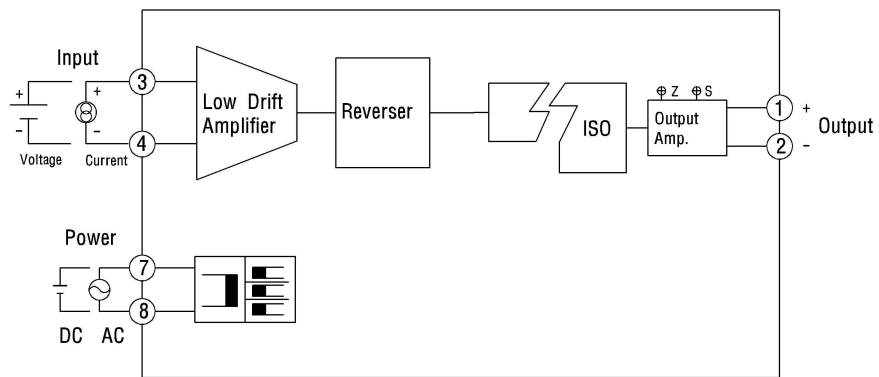 Input
+
−
Voltage
+
−
Current
3
4
Low Drift
Amplifier
Reverser
ISO
Z
S
Output
Amp.
1
+
2
-
Output
Power
7
8
DC
AC